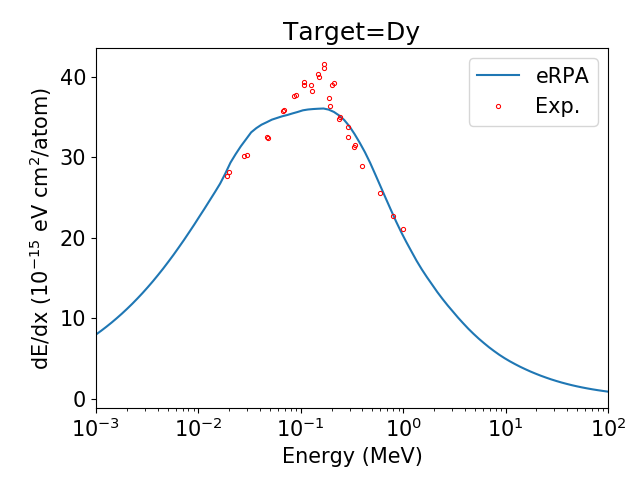 Target=Dy
eRPA
Exp.
dE/dx (10⁻¹⁵ eV cm²/atom)
40
30
20
10
0
10⁻³ 10⁻² 10⁻¹ 10⁰ 10¹ 10²
Energy (MeV)